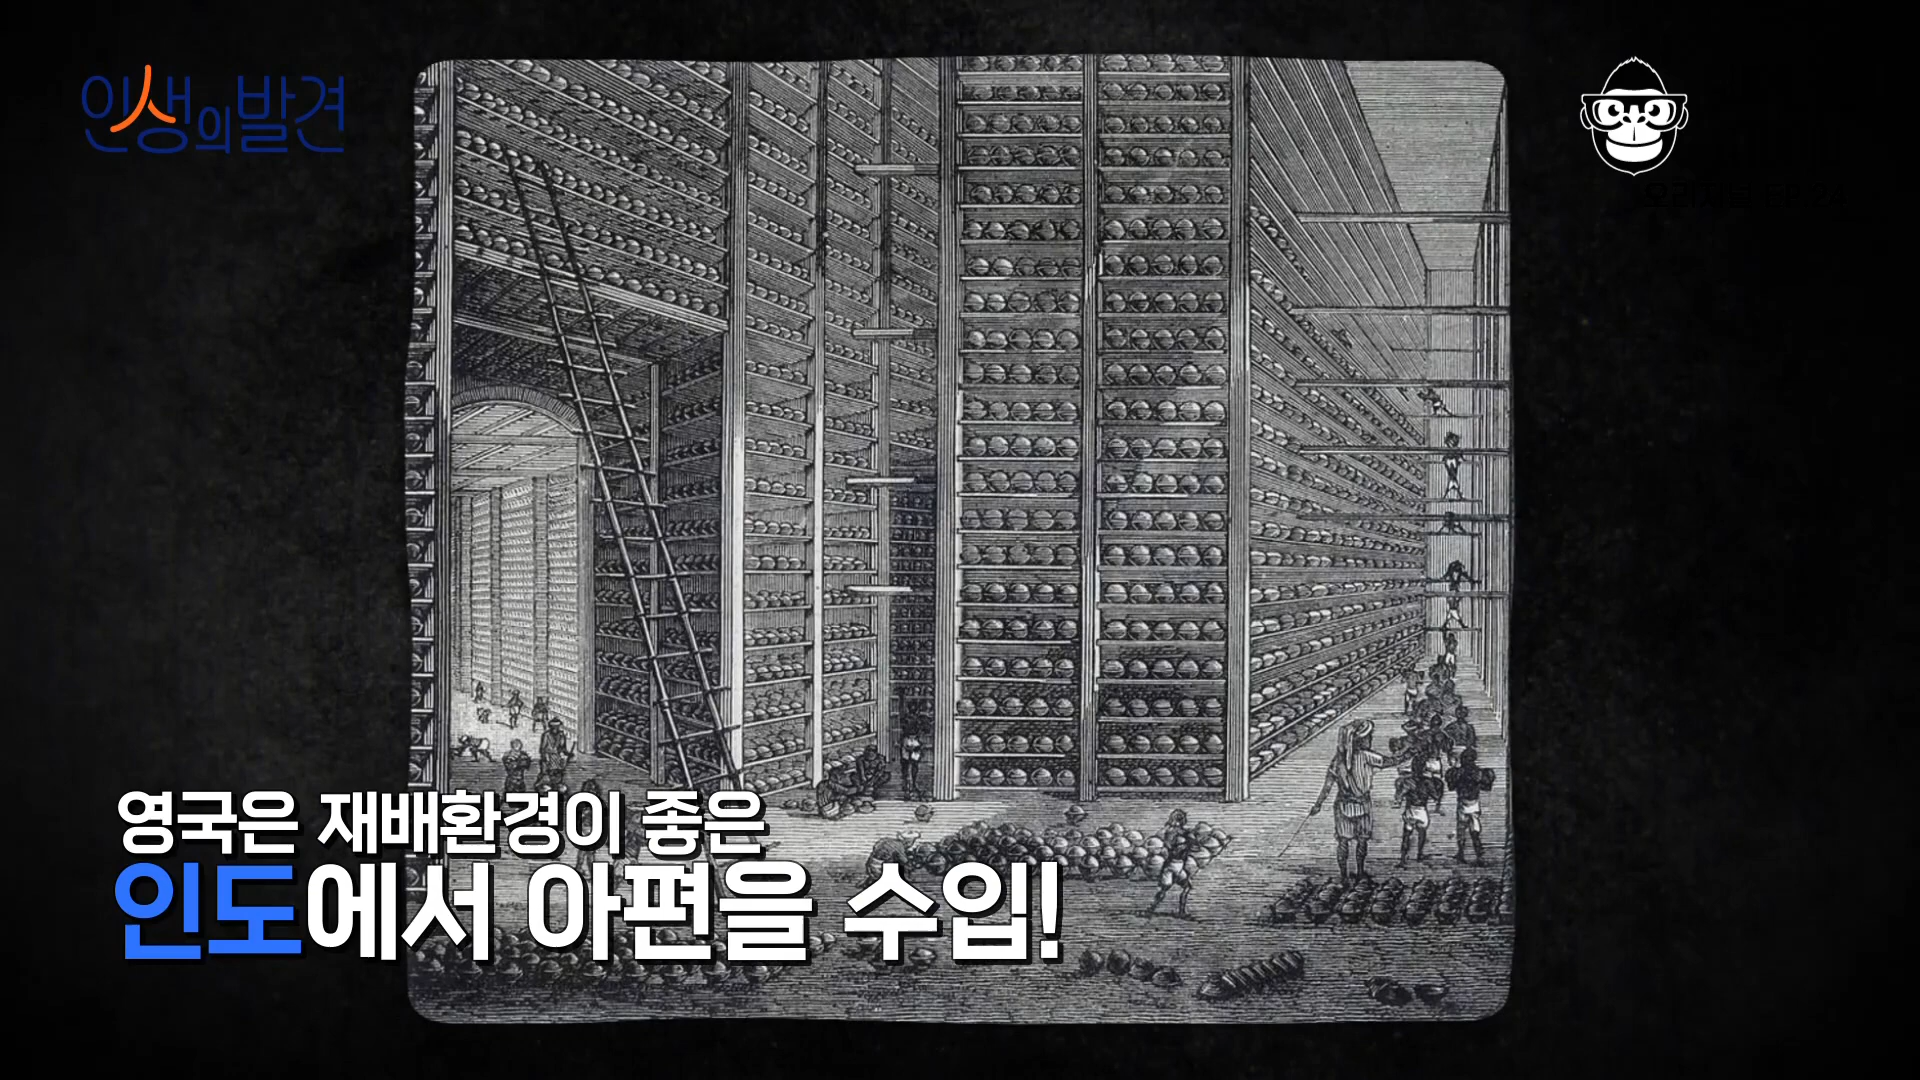 인생의발견
영국은 재배환경이 좋은
인도에서 아편을 수입!